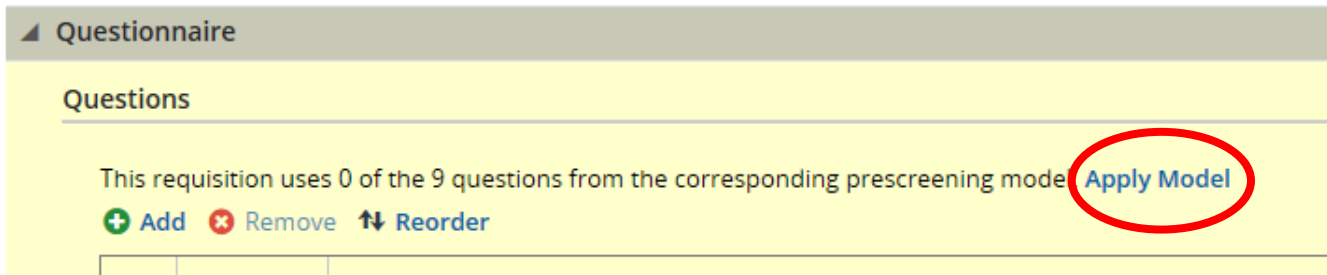 Questionnaire
Questions
This requisition uses 0 of the 9 questions from the corresponding prescreening model Apply Model
Add Remove Reorder